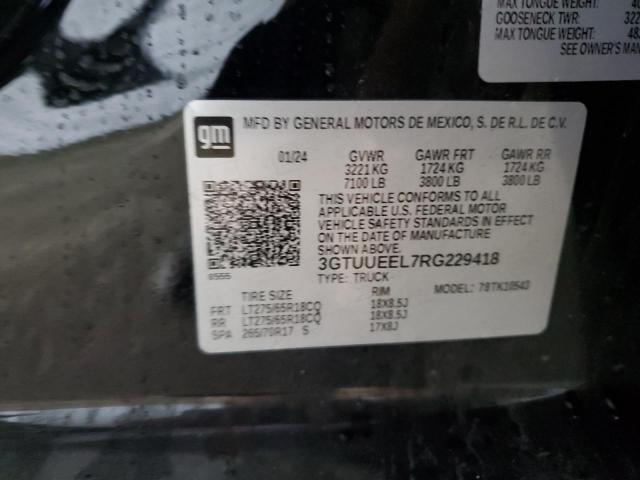 MAX TONGUE WEIGHT:
GOOSENECK TWR:
MAX TONGUE WEIGHT:
SEE OWNER'S
gm
MFD BY GENERAL MOTORS DE MEXICO, S. DE R.L. DE C.V.
01/24 GVWR GAWR FRT GAWR RR
3221 KG 1724 KG 1724 KG
7100 LB 3800 LB 3800 LB
THIS VEHICLE CONFORMS TO ALL
APPLICABLE U.S. FEDERAL MOTOR
VEHICLE SAFETY STANDARDS IN EFFECT
ON THE DATE OF MANUFACTURE
SHOWN ABOVE.
3GTUUEEL7RG229418
TYPE: TRUCK MODEL: 78TK10543
TIRE SIZE RIM
FRT LT275/65R18CQ 18X8.5J
RR LT275/65R18CQ 18X8.5J
SPA 265/70R17 S 17X8J